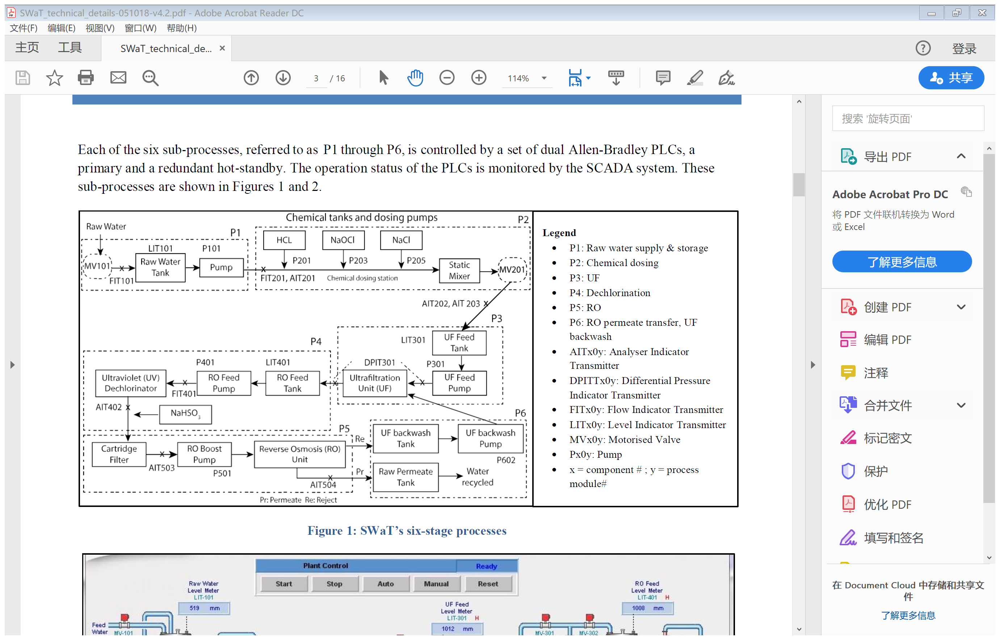 SWaT_technical_details-051018-v4.2.pdf - Adobe Acrobat Reader DC
文件(F) 编辑(E) 视图(V) 窗口(W) 帮助(H)
主页 工具 SWaT_technical_de... 登录
3 / 16 114% 共享
Each of the six sub-processes, referred to as P1 through P6, is controlled by a set of dual Allen-Bradley PLCs, a
primary and a redundant hot-standby. The operation status of the PLCs is monitored by the SCADA system. These
sub-processes are shown in Figures 1 and 2.
Chemical tanks and dosing pumps P2
Raw Water P1
HCL NaOCl NaCl
LIT101 P101
P201 P203 P205
MV101 Raw Water
Tank
Pump
Static
Mixer
MV201
FIT101 FIT201, AIT201 Chemical dosing station
AIT202, AIT 203
P3
LIT301 UF Feed
Tank
P4
P401 LIT401 DPIT301 P301
Ultraviolet (UV)
Dechlorinator
RO Feed
Pump
RO Feed
Tank
Ultrafiltration
Unit (UF)
UF Feed
Pump
FIT401
AIT402
NaHSO3
P6
P5
Re
UF backwash
Tank
UF backwash
Pump
Cartridge
Filter
RO Boost
Pump
Reverse Osmosis (RO)
Unit
P602
AIT503
P501
Pr
Raw Permeate
Tank
Water
recycled
AIT504
Pr: Permeate Re: Reject
Legend
• P1: Raw water supply & storage
• P2: Chemical dosing
• P3: UF
• P4: Dechlorination
• P5: RO
• P6: RO permeate transfer, UF
backwash
• AITx0y: Analyser Indicator
Transmitter
• DPITTx0y: Differential Pressure
Indicator Transmitter
• FITx0y: Flow Indicator Transmitter
• LITx0y: Level Indicator Transmitter
• MVx0y: Motorised Valve
• Px0y: Pump
• x = component # ; y = process
module#
Figure 1: SWaT’s six-stage processes
Plant Control Ready
Start Stop Auto Manual Reset
Raw Water
Level Meter
LIT-101
519 mm
Feed
Water
MV-101
UF Feed
Level Meter
LIT-301 H
1012 mm
RO Feed
Level Meter
LIT-401 H
1008 mm
MV-301 MV-302
搜索 '旋转页面'
导出 PDF
Adobe Acrobat Pro DC
将 PDF 文件联机转换为 Word
或 Excel
了解更多信息
创建 PDF
编辑 PDF
注释
合并文件
标记密文
保护
优化 PDF
填写和签名
在 Document Cloud 中存储和共享文
件
了解更多信息